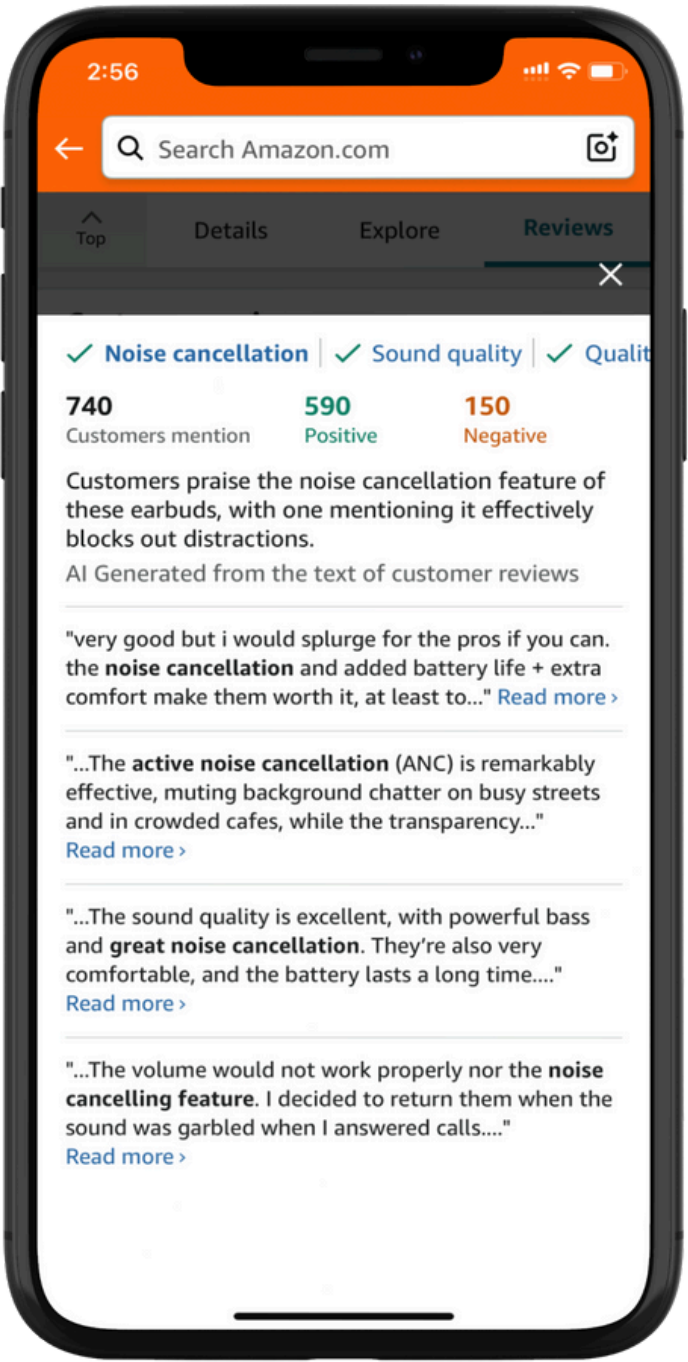 2:56
Search Amazon.com
Top
Details
Explore
Reviews
Noise cancellation
Sound quality
Qualit
740
590
150
Customers mention
Positive
Negative
Customers praise the noise cancellation feature of
these earbuds, with one mentioning it effectively
blocks out distractions.
AI Generated from the text of customer reviews
"very good but i would splurge for the pros if you can.
the noise cancellation and added battery life + extra
comfort make them worth it, at least to..." Read more ›
"...The active noise cancellation (ANC) is remarkably
effective, muting background chatter on busy streets
and in crowded cafes, while the transparency..."
Read more ›
"...The sound quality is excellent, with powerful bass
and great noise cancellation. They’re also very
comfortable, and the battery lasts a long time...."
Read more ›
"...The volume would not work properly nor the noise
cancelling feature. I decided to return them when the
sound was garbled when I answered calls...."
Read more ›